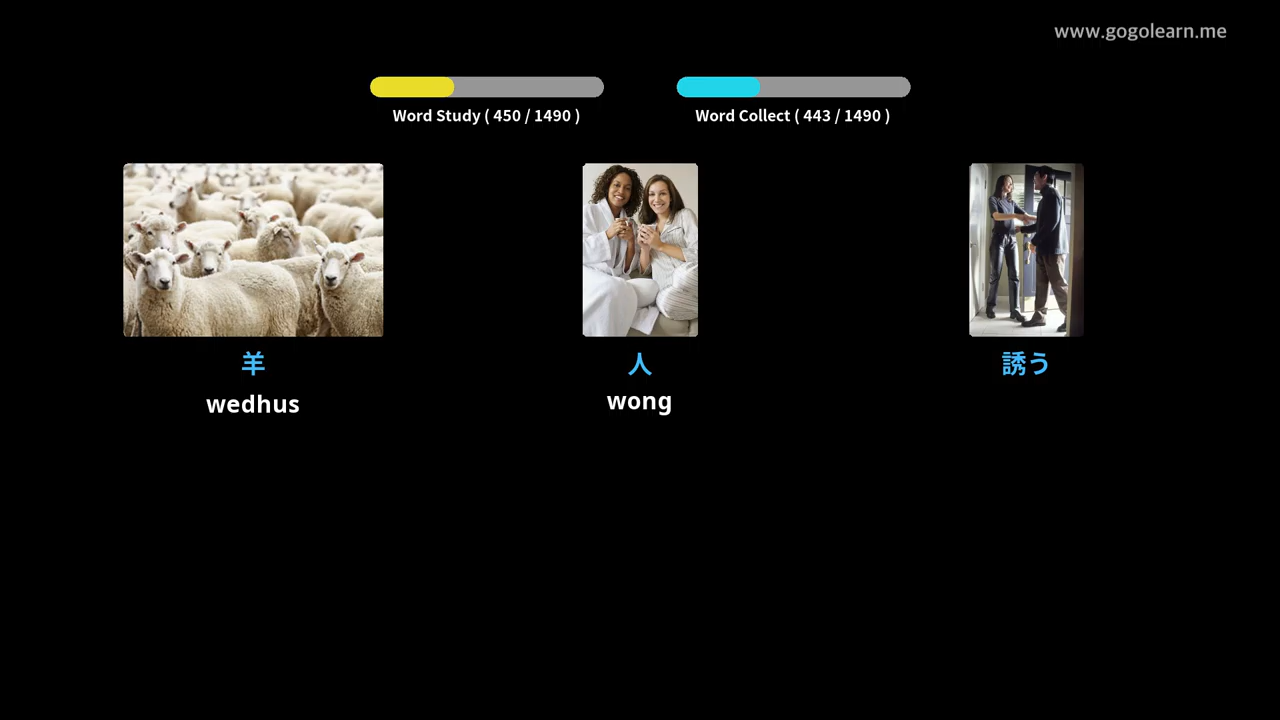 www.gogolearn.me
Word Study ( 450 / 1490 )
Word Collect ( 443 / 1490 )
羊
wedhus
人
wong
誘う